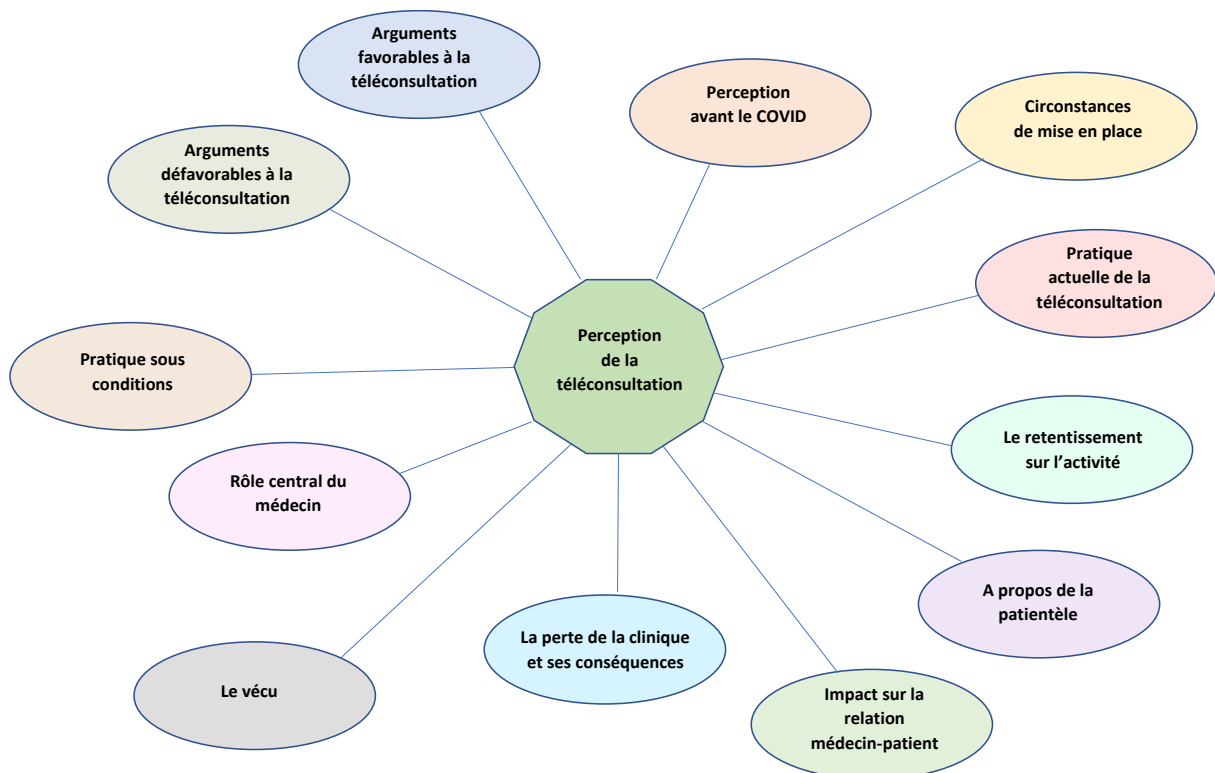 Arguments
favorables à la
téléconsultation
Perception
avant le COVID
Circonstances
de mise en place
Arguments
défavorables à la
téléconsultation
Pratique
actuelle de la
téléconsultation
Perception
de la
téléconsultation
Pratique sous
conditions
Le retentissement
sur l’activité
Rôle central du
médecin
A propos de la
patientèle
La perte de la clinique
et ses conséquences
Le vécu
Impact sur la
relation
médecin-patient